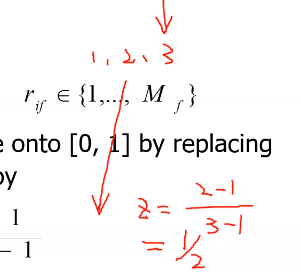 1、2、3
r_if ∈ {1,..., M_f}
e onto [0, 1] by replacing
by
1
- 1
z = 2-1 / 3-1
= 1/2